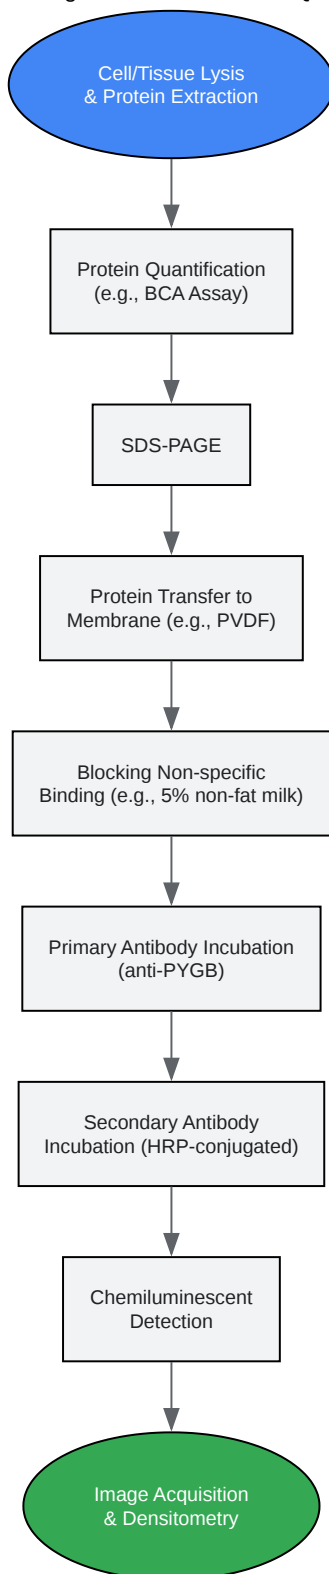 Cell/Tissue Lysis
& Protein Extraction
Protein Quantification
(e.g., BCA Assay)
SDS-PAGE
Protein Transfer to
Membrane (e.g., PVDF)
Blocking Non-specific
Binding (e.g., 5% non-fat milk)
Primary Antibody Incubation
(anti-PYGB)
Secondary Antibody
Incubation (HRP-conjugated)
Chemiluminescent
Detection
Image Acquisition
& Densitometry